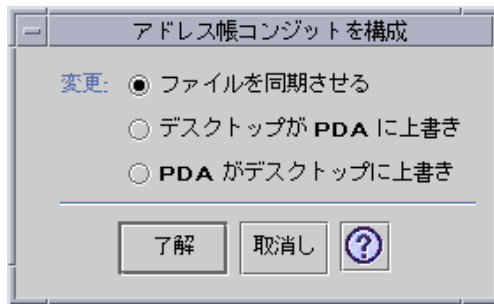 アドレス帳コンジットを構成
変更: ファイルを同期させる
デスクトップが PDA に上書き
PDA がデスクトップに上書き
了解 取消し ?